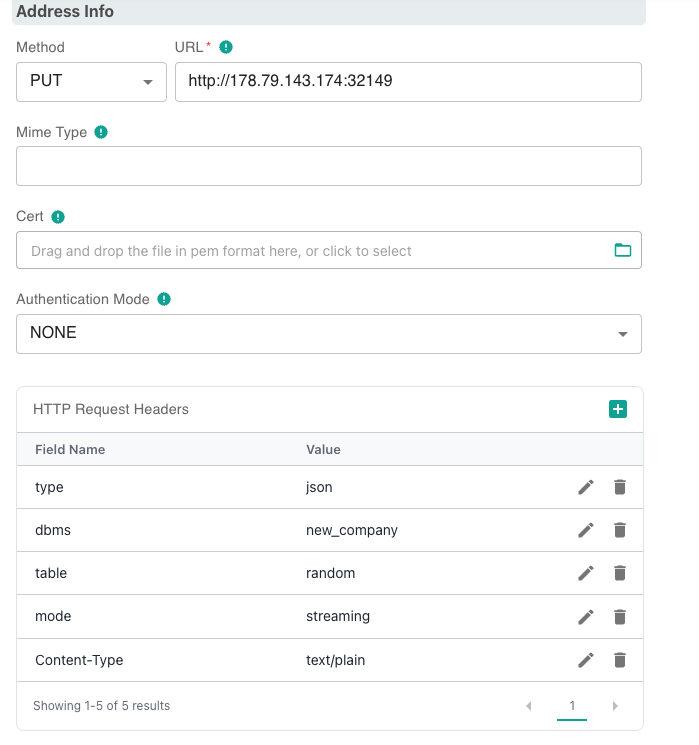 Address Info
Method URL*
PUT http://178.79.143.174:32149
Mime Type
Cert
Drag and drop the file in pem format here, or click to select
Authentication Mode
NONE
HTTP Request Headers
Field Name Value
type json
dbms new_company
table random
mode streaming
Content-Type text/plain
Showing 1-5 of 5 results 1